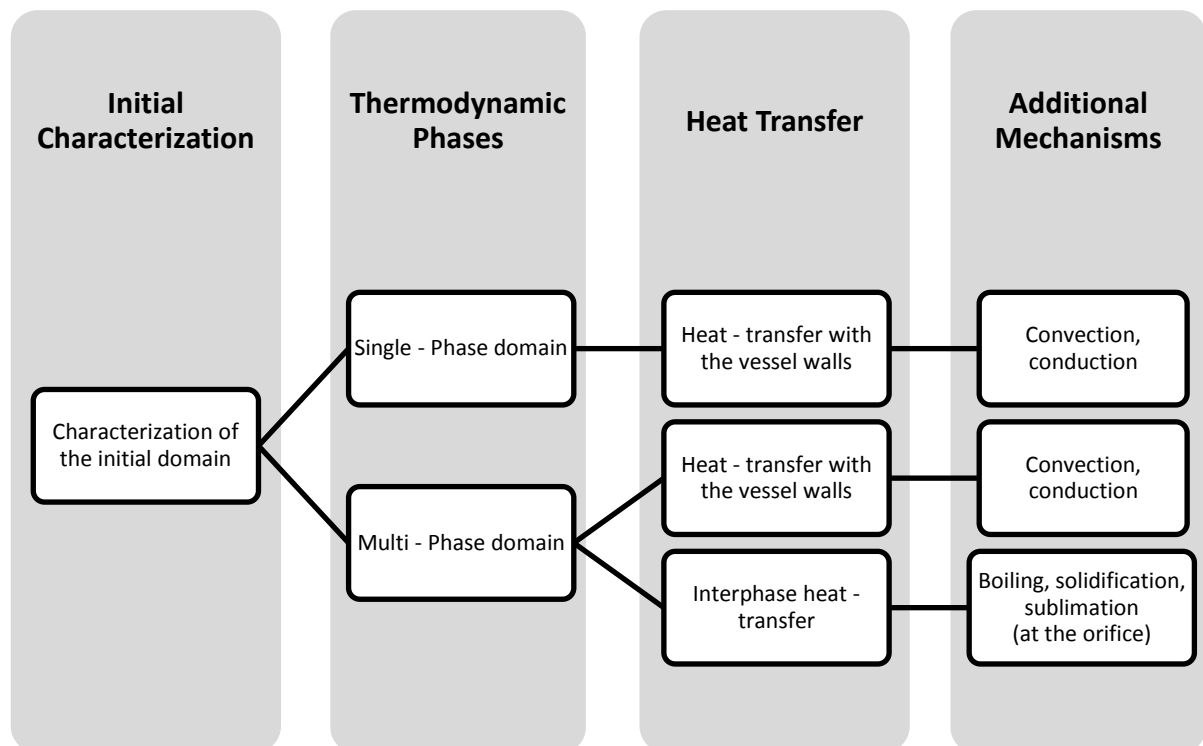 Initial
Characterization
Thermodynamic
Phases
Heat Transfer
Additional
Mechanisms
Characterization of
the initial domain
Single - Phase domain
Multi - Phase domain
Heat - transfer with
the vessel walls
Heat - transfer with
the vessel walls
Interphase heat -
transfer
Convection,
conduction
Convection,
conduction
Boiling, solidification,
sublimation
(at the orifice)